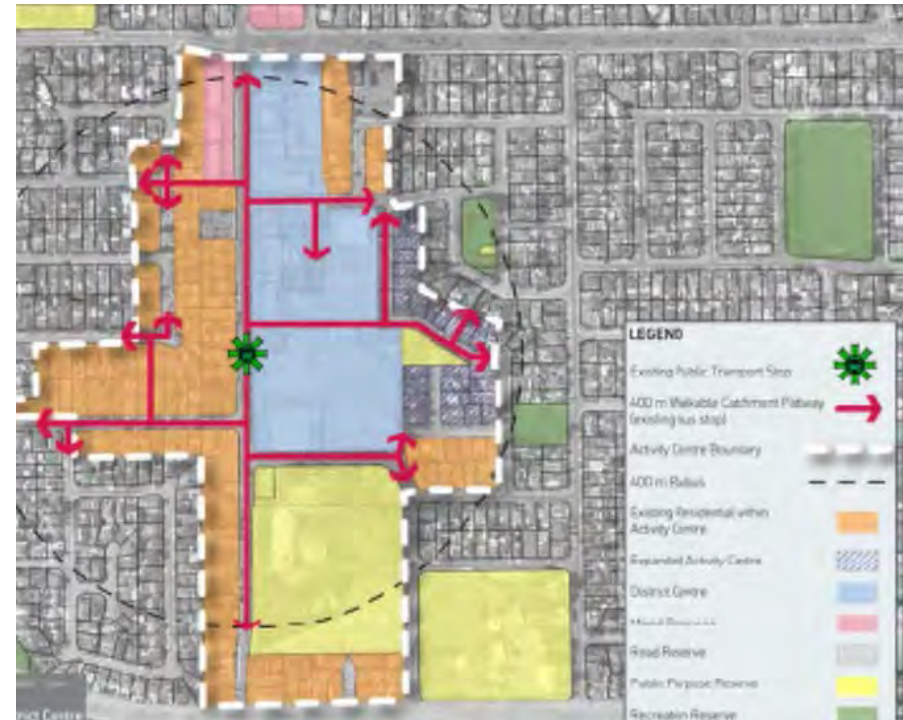 LEGEND
Existing Public Transport Stop
400 m Walkable Catchment Pathway
(existing bus stop)
Activity Centre Boundary
400 m Radius
Existing Residential within
Activity Centre
Expanded Activity Centre
District Centre
Road Reserve
Public Purpose Reserve
Recreation Reserve
Centre